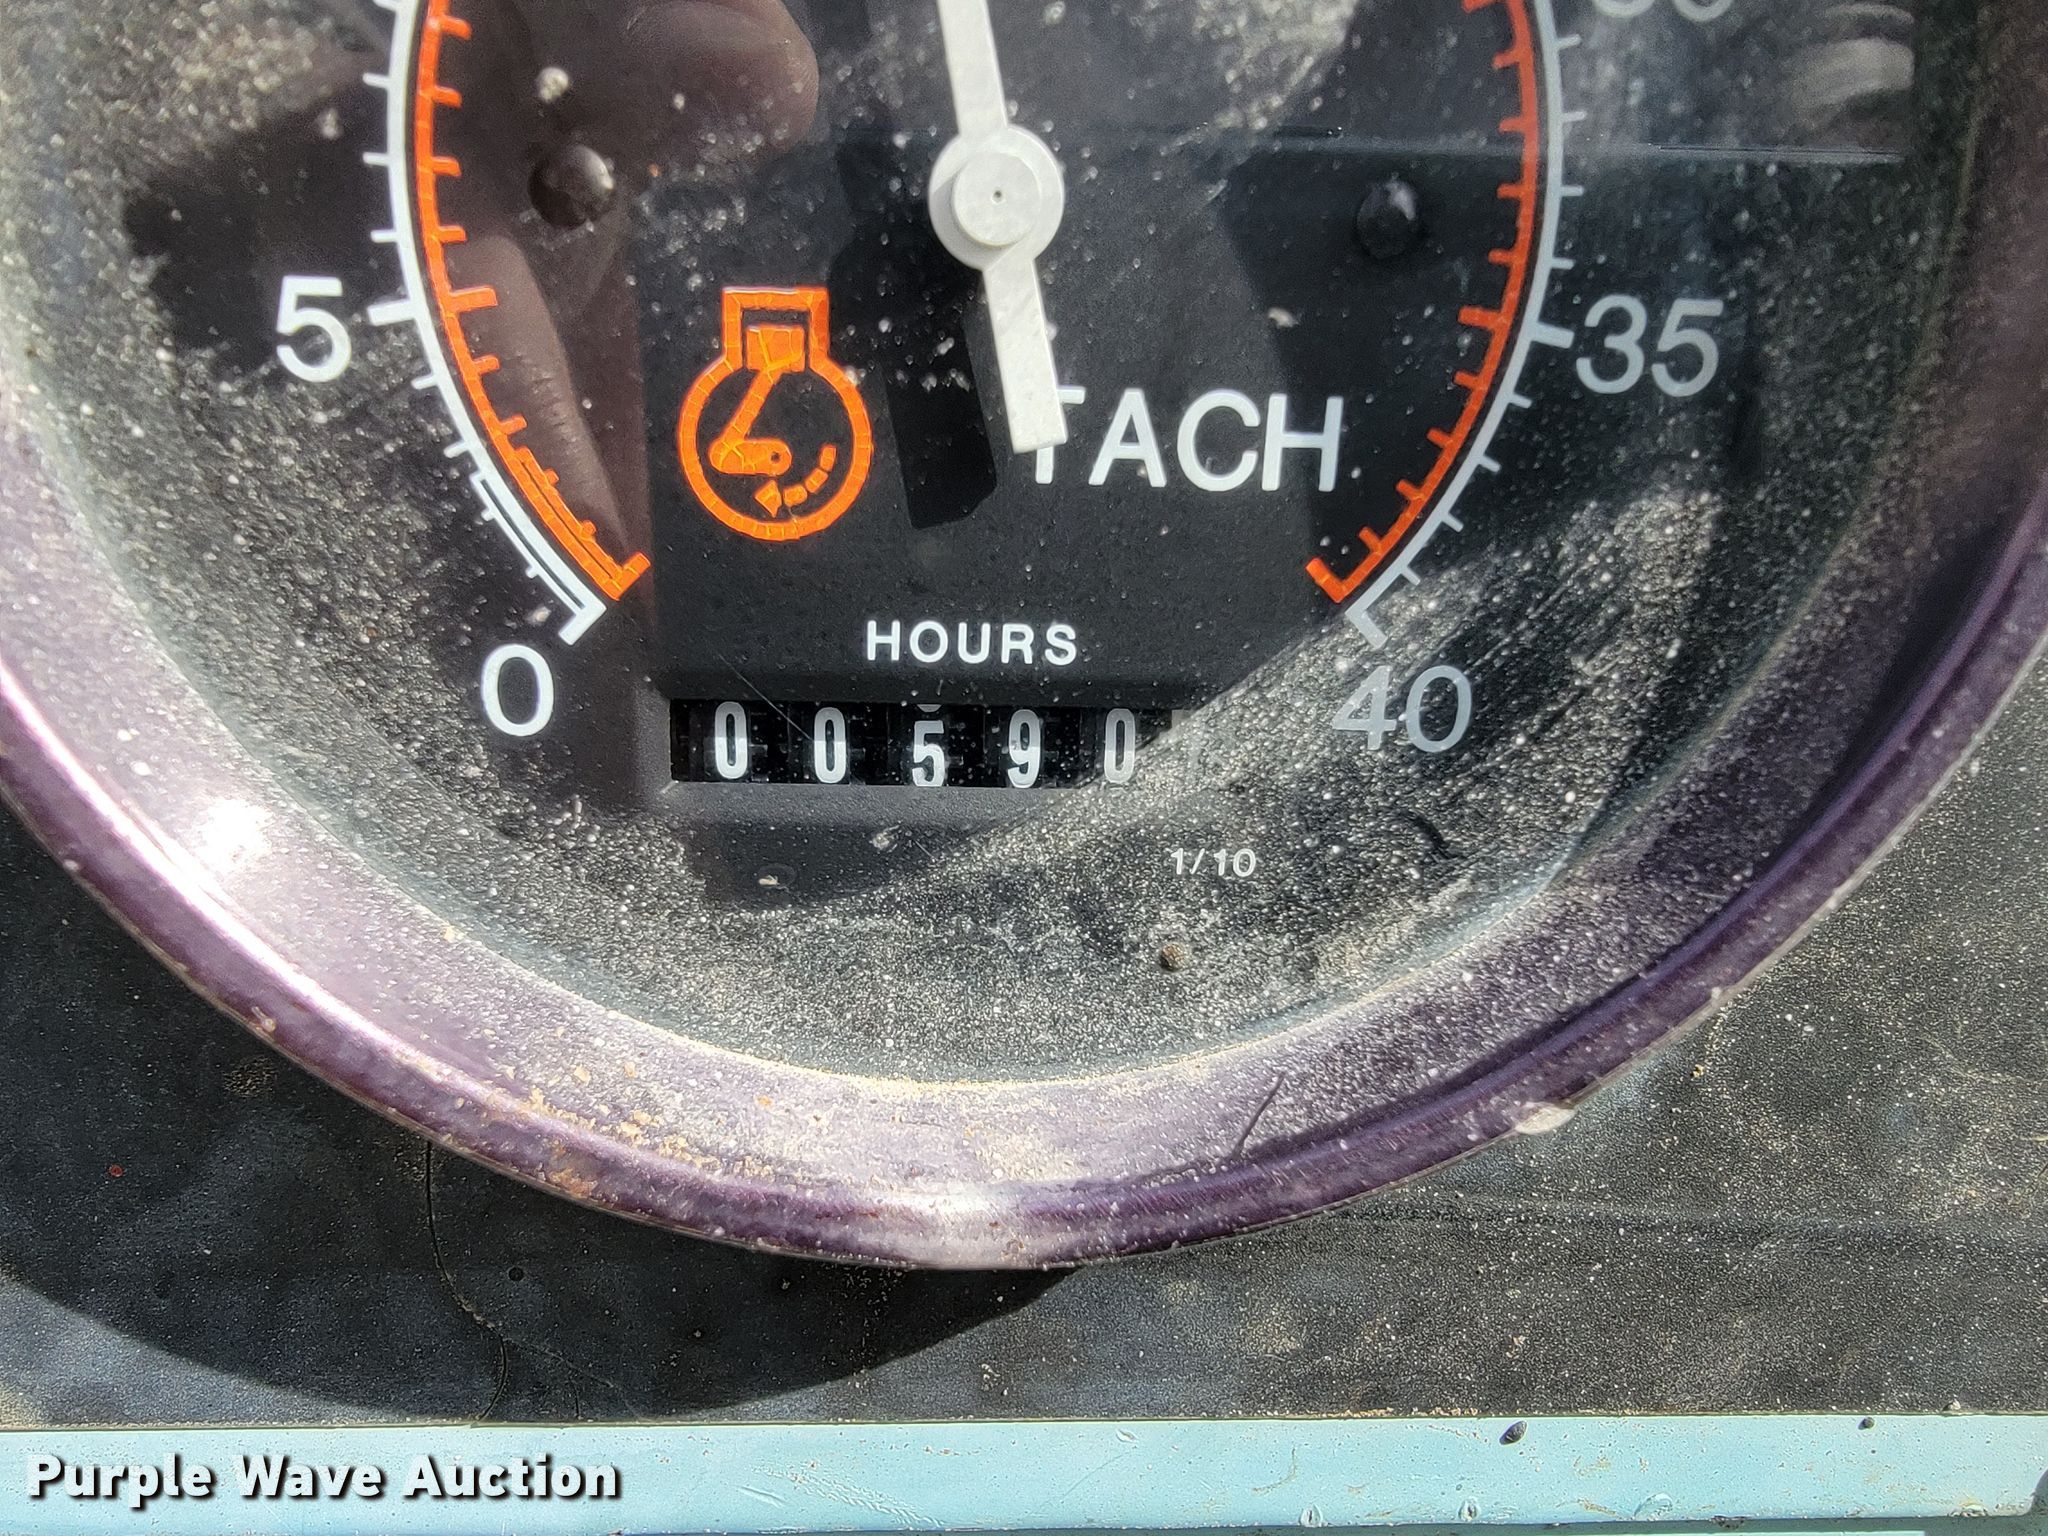 5
35
TACH
HOURS
0
40
00590
1/10
Purple Wave Auction